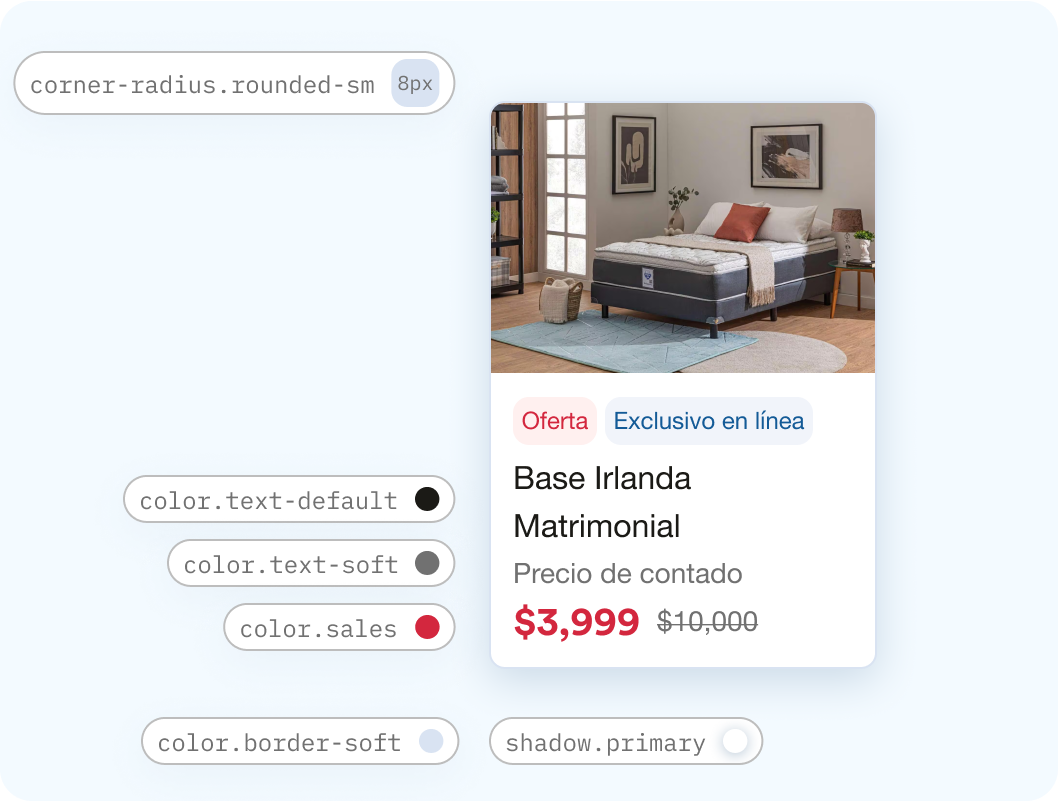 corner-radius.rounded-sm 8px
Oferta Exclusivo en línea
Base Irlanda
Matrimonial
Precio de contado
$3,999 $10,000
color.text-default
color.text-soft
color.sales
color.border-soft
shadow.primary